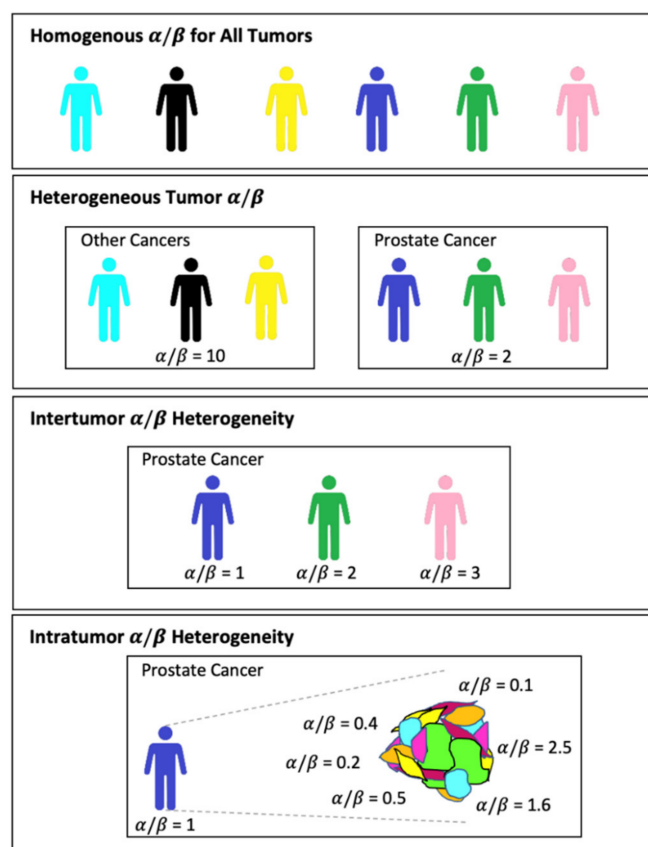 Homogenous α/β for All Tumors
Heterogeneous Tumor α/β
Other Cancers
α/β = 10
Prostate Cancer
α/β = 2
Intertumor α/β Heterogeneity
Prostate Cancer
α/β = 1
α/β = 2
α/β = 3
Intratumor α/β Heterogeneity
Prostate Cancer
α/β = 0.1
α/β = 0.4
α/β = 2.5
α/β = 0.2
α/β = 0.5
α/β = 1.6
α/β = 1